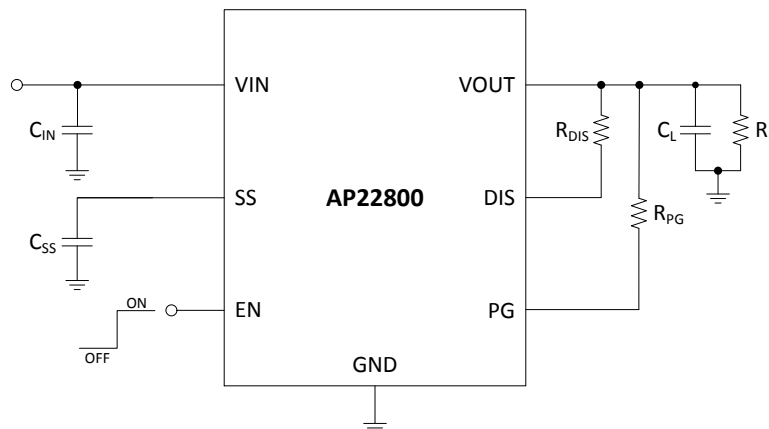 VIN
VOUT
C_IN
R_DIS
C_L
R
SS
AP22800
DIS
R_PG
C_SS
ON
EN
PG
OFF
GND